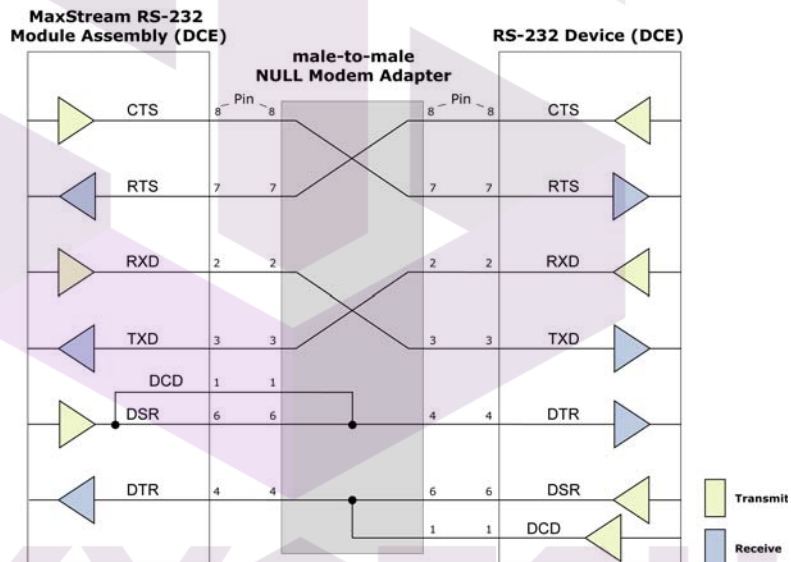 MaxStream RS-232
Module Assembly (DCE)
RS-232 Device (DCE)
male-to-male
NULL Modem Adapter
CTS 8 Pin 8 8 Pin 8 CTS
RTS 7 7 7 7 RTS
RXD 2 2 2 2 RXD
TXD 3 3 3 3 TXD
DCD 1 1
DSR 6 6 4 4 DTR
DTR 4 4 6 6 DSR
1 1 DCD
Transmit
Receive